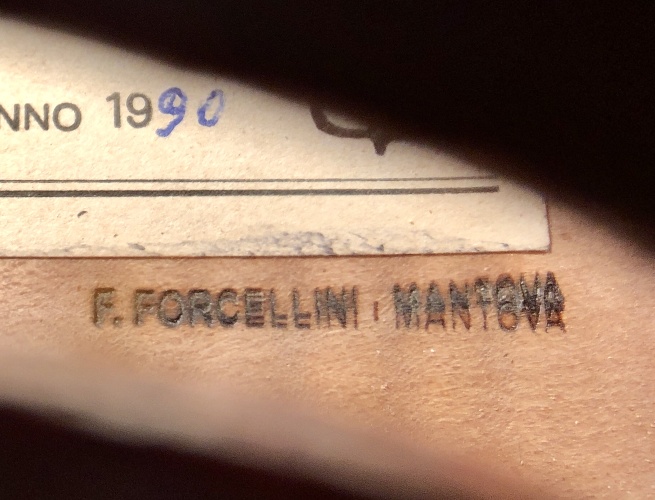 NNO 1990
F. FORCELLINI · MANTOVA